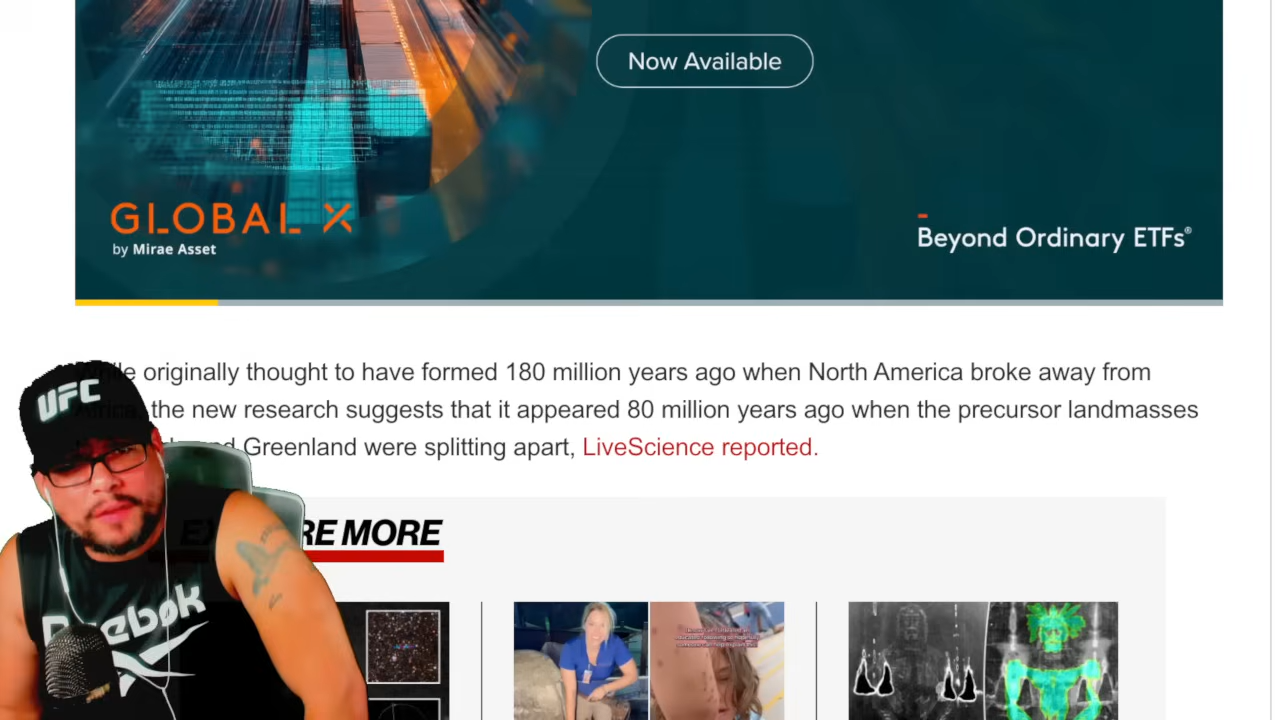 Now Available
GLOBAL X
by Mirae Asset
Beyond Ordinary ETFs®
UFC
originally thought to have formed 180 million years ago when North America broke away from
the new research suggests that it appeared 80 million years ago when the precursor landmasses
Greenland were splitting apart, LiveScience reported.
MORE
Reebok